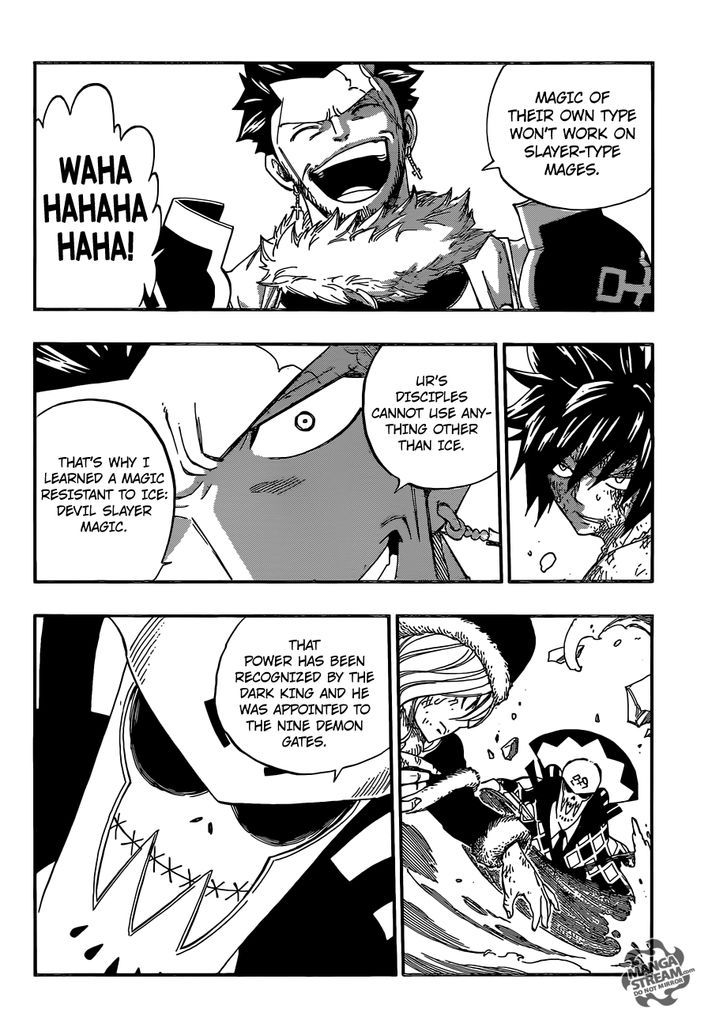 MAGIC OF
THEIR OWN TYPE
WON'T WORK ON
SLAYER-TYPE
MAGES.
WAHA
HAHAHA
HAHA!
UR'S
DISCIPLES
CANNOT USE ANY-
THING OTHER
THAN ICE.
THAT'S WHY I
LEARNED A MAGIC
RESISTANT TO ICE:
DEVIL SLAYER
MAGIC.
THAT
POWER HAS BEEN
RECOGNIZED BY THE
DARK KING AND HE
WAS APPOINTED TO
THE NINE DEMON
GATES.
MANGA
STREAM.com
DO NOT MIRROR!